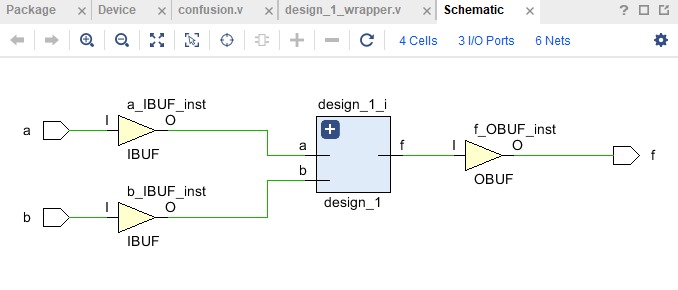 Package × Device × confusion.v × design_1_wrapper.v × Schematic × ?
4 Cells 3 I/O Ports 6 Nets
a_IBUF_inst design_1_i
a I O a f f_OBUF_inst
IBUF b I O f
b_IBUF_inst design_1 OBUF
b I O
IBUF